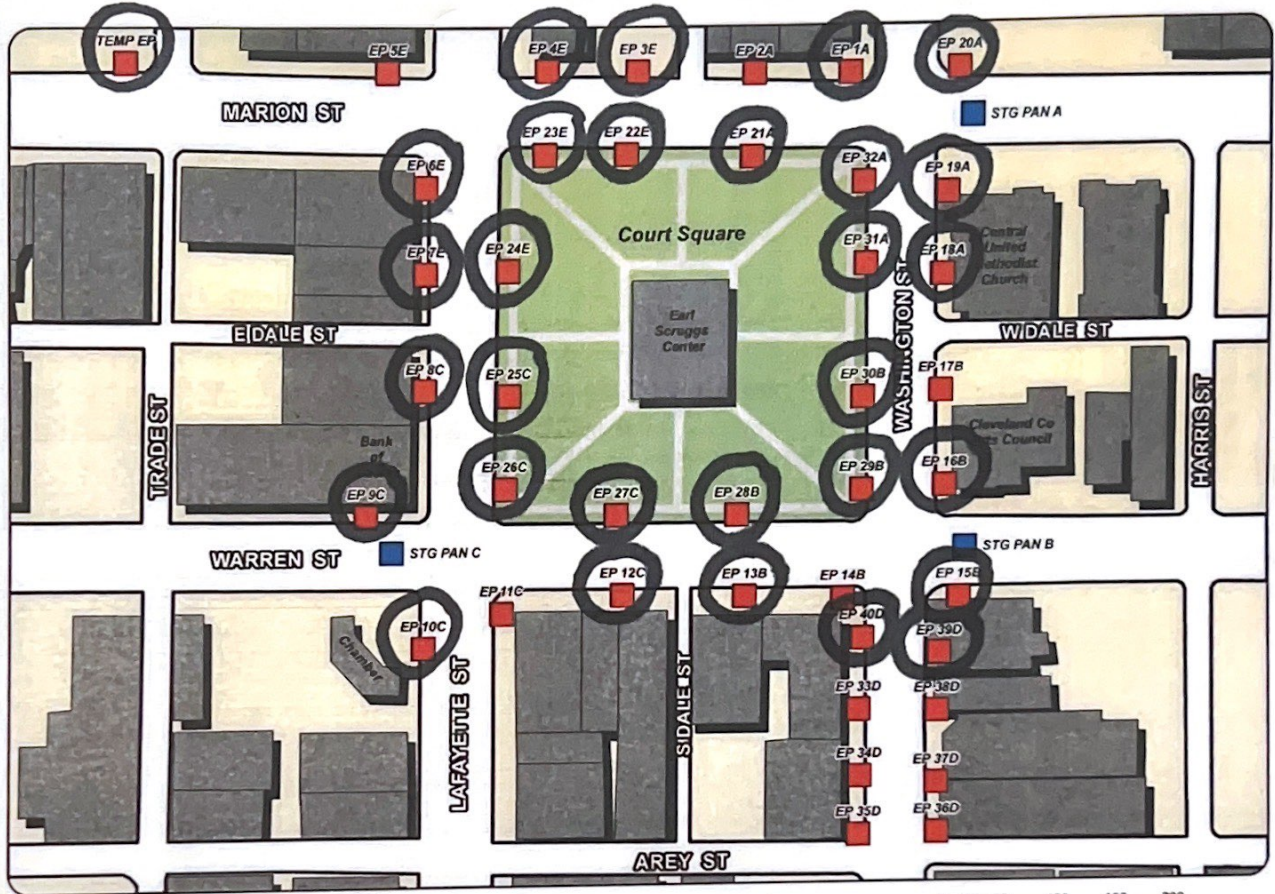 TEMP EP
EP 5E
EP 4E
EP 3E
EP 2A
EP 1A
EP 20A
MARION ST
STG PAN A
EP 23E
EP 22E
EP 21A
EP 32A
EP 6E
EP 19A
Court Square
EP 7E
EP 24E
EP 31A
EP 18A
Central
United
Methodist
Church
WASHINGTON ST
Earl
Scruggs
Center
E DALE ST
W DALE ST
EP 8C
EP 25C
EP 30B
EP 17B
TRADE ST
HARRIS ST
Bank
of
Cleveland Co
Arts Council
EP 9C
EP 26C
EP 27C
EP 28B
EP 29B
EP 16B
WARREN ST
STG PAN C
STG PAN B
EP 11C
EP 12C
EP 13B
EP 14B
EP 15B
EP 10C
EP 40D
EP 39D
Chamber
LAFAYETTE ST
S DALE ST
EP 33D
EP 38D
EP 34D
EP 37D
EP 35D
EP 36D
AREY ST